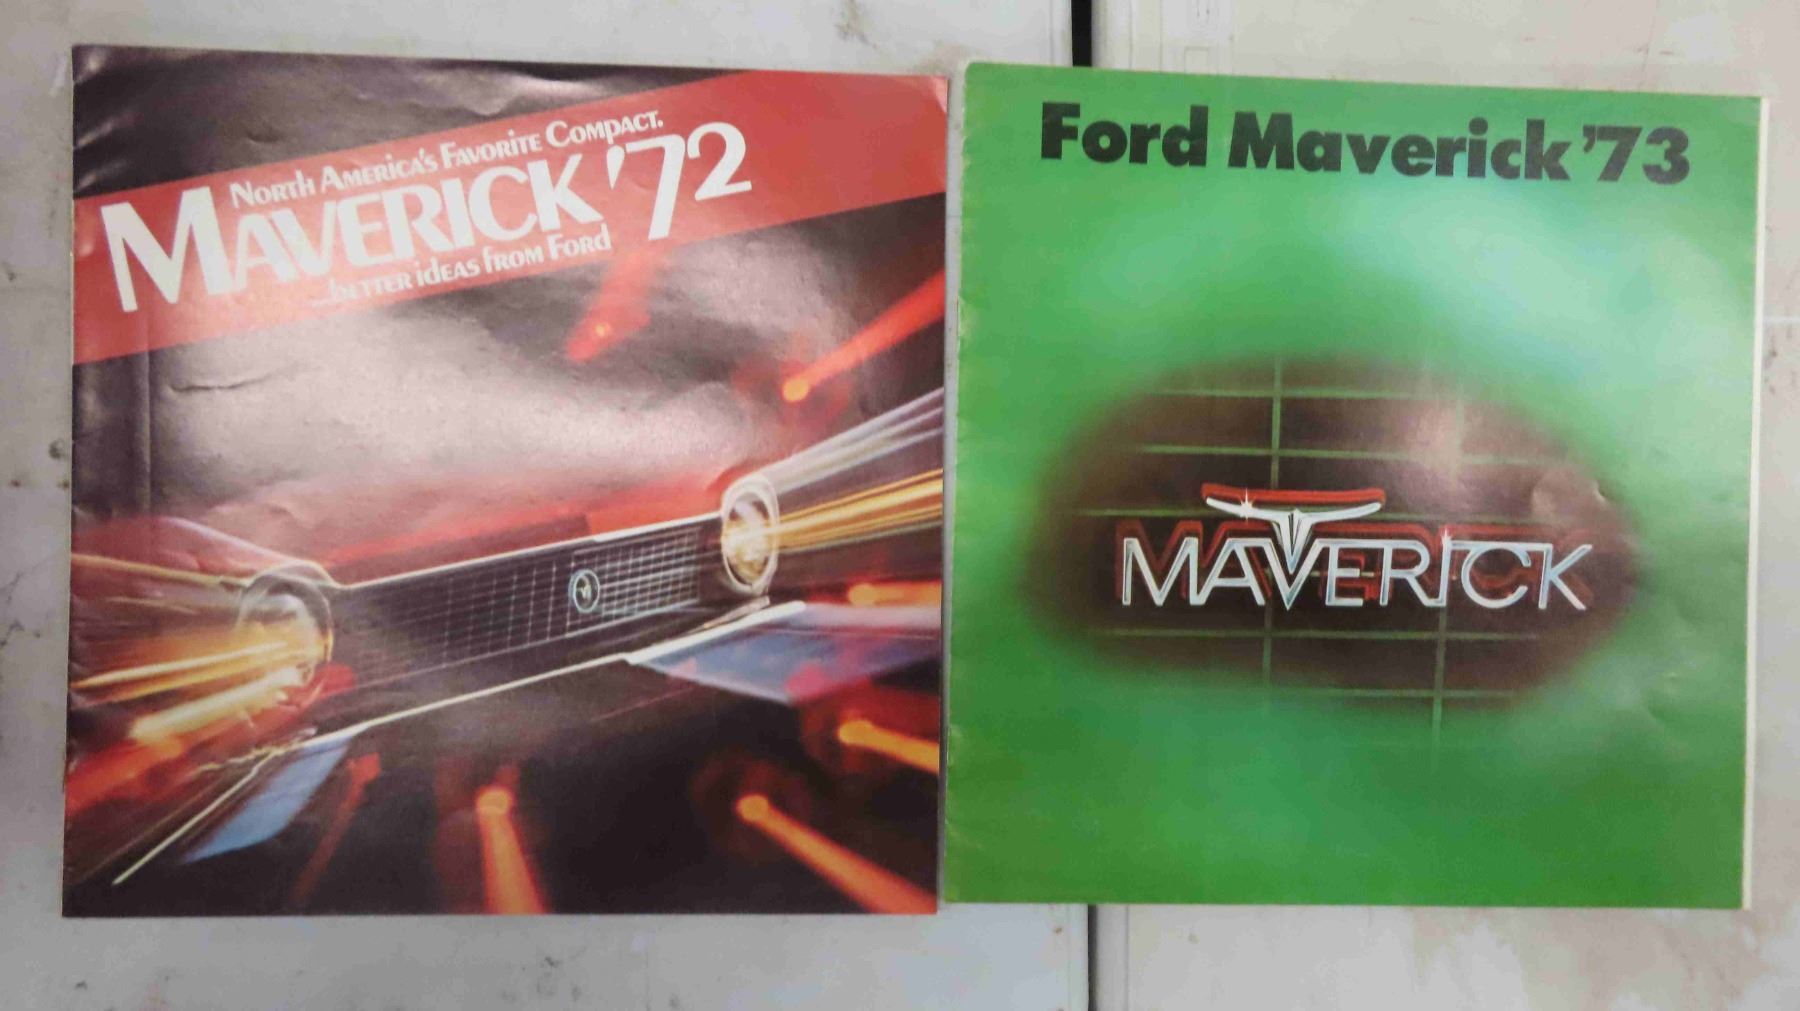 North America's Favorite Compact.
MAVERICK '72
...better ideas from Ford
Ford Maverick '73
MAVERICK